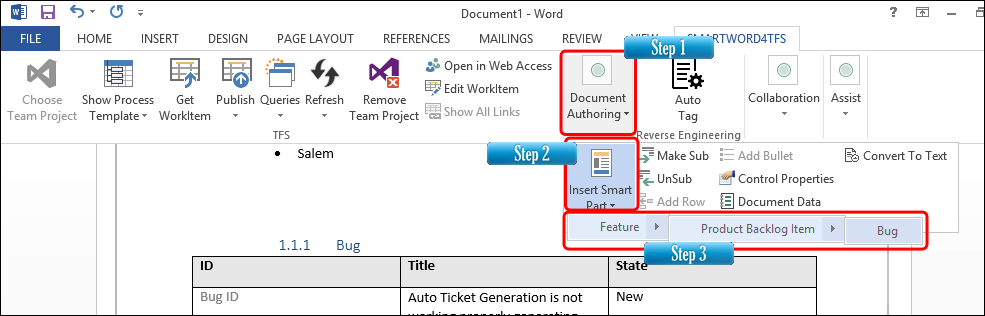 Document1 - Word
FILE HOME INSERT DESIGN PAGE LAYOUT REFERENCES MAILINGS REVIEW VIEW SMARTWORD4TFS
Step 1
Choose
Team Project
Show Process
Template
Get
WorkItem
Publish
Queries
Refresh
Remove
Team Project
Open in Web Access
Edit WorkItem
Show All Links
Document
Authoring
Auto
Tag
Collaboration
Assist
TFS
Reverse Engineering
Salem
Step 2
Insert Smart
Part
Make Sub
Add Bullet
Convert To Text
UnSub
Control Properties
Add Row
Document Data
Feature
Product Backlog Item
Bug
Step 3
1.1.1 Bug
ID Title State
Bug ID Auto Ticket Generation is not New
working properly generating